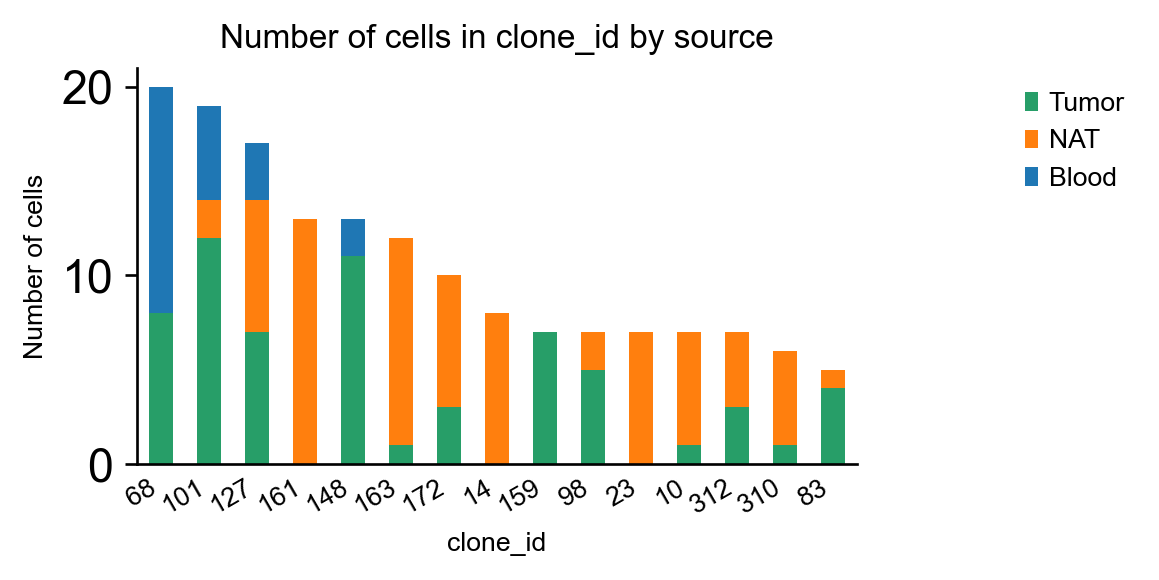 Number of cells in clone_id by source
Tumor
NAT
Blood
Number of cells
20
10
0
68 101 127 161 148 163 172 14 159 98 23 10 312 310 83
clone_id